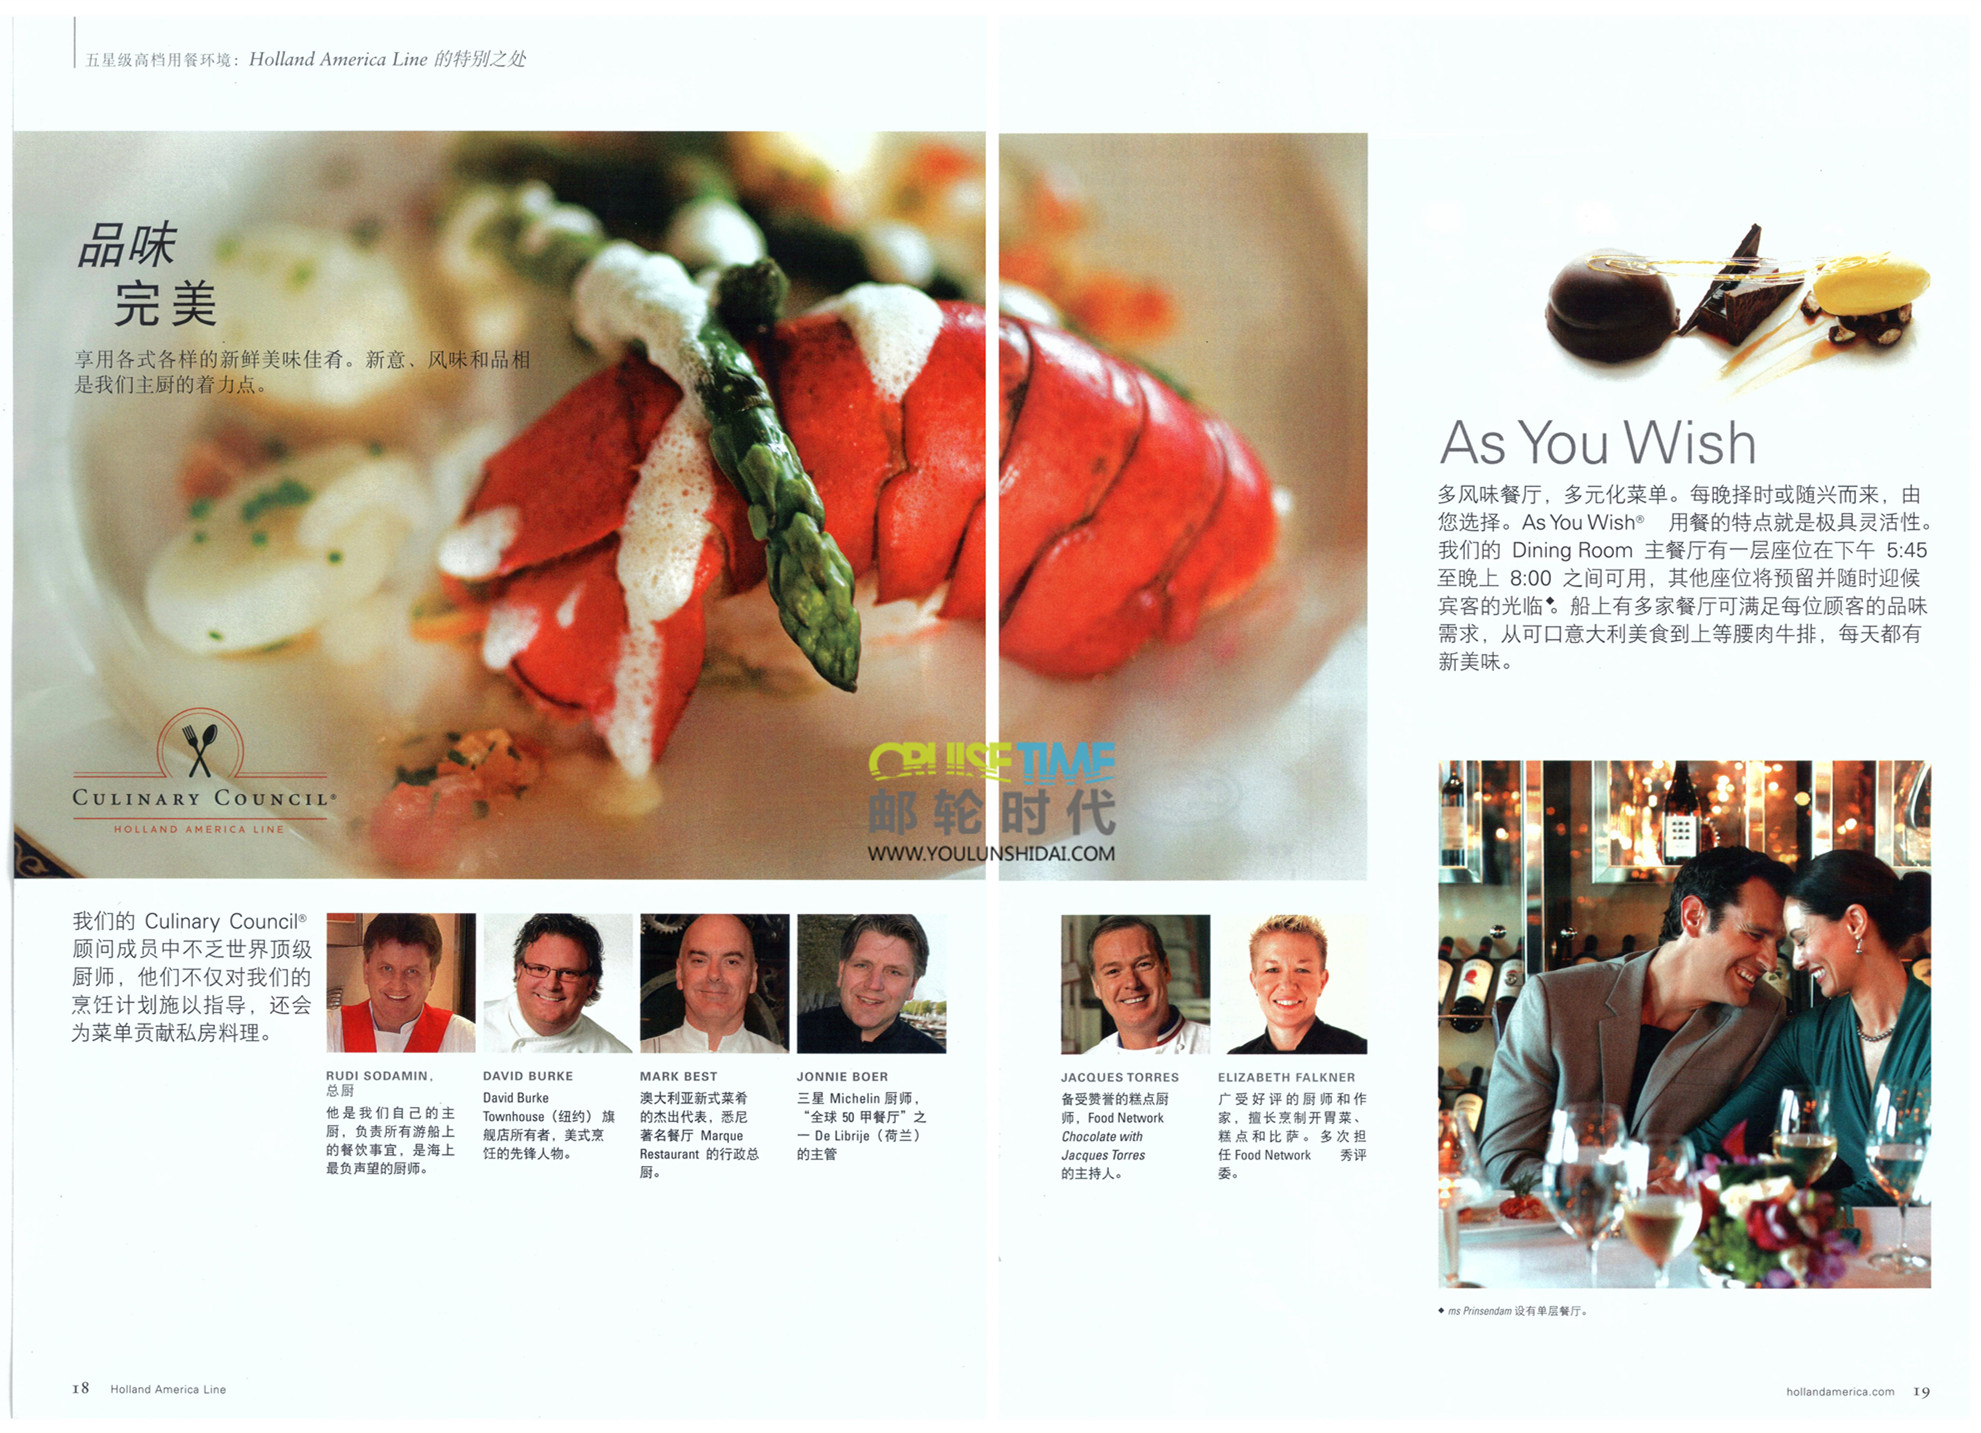 五星级高档用餐环境：Holland America Line 的特别之处
品味
完美
享用各式各样的新鲜美味佳肴。新意、风味和品相
是我们主厨的着力点。
CULINARY COUNCIL®
HOLLAND AMERICA LINE
CRUISE TIME
邮轮时代
WWW.YOULUNSHIDAI.COM
我们的 Culinary Council®
顾问成员中不乏世界顶级
厨师，他们不仅对我们的
烹饪计划施以指导，还会
为菜单贡献私房料理。
RUDI SODAMIN,
总厨
他是我们自己的主
厨，负责所有游船上
的餐饮事宜，是海上
最负声望的厨师。
DAVID BURKE
David Burke
Townhouse（纽约）旗
舰店所有者，美式烹
饪的先锋人物。
MARK BEST
澳大利亚新式菜肴
的杰出代表，悉尼
著名餐厅 Marque
Restaurant 的行政总
厨。
JONNIE BOER
三星 Michelin 厨师，
“全球 50 甲餐厅”之
一 De Librije（荷兰）
的主管
JACQUES TORRES
备受赞誉的糕点厨
师，Food Network
Chocolate with
Jacques Torres
的主持人。
ELIZABETH FALKNER
广受好评的厨师和作
家，擅长烹制开胃菜、
糕点和比萨。多次担
任 Food Network 秀评
委。
As You Wish
多风味餐厅，多元化菜单。每晚择时或随兴而来，由
您选择。As You Wish® 用餐的特点就是极具灵活性。
我们的 Dining Room 主餐厅有一层座位在下午 5:45
至晚上 8:00 之间可用，其他座位将预留并随时迎候
宾客的光临◆。船上有多家餐厅可满足每位顾客的品味
需求，从可口意大利美食到上等腰肉牛排，每天都有
新美味。
◆ ms Prinsendam 设有单层餐厅。
18 Holland America Line
hollandamerica.com 19